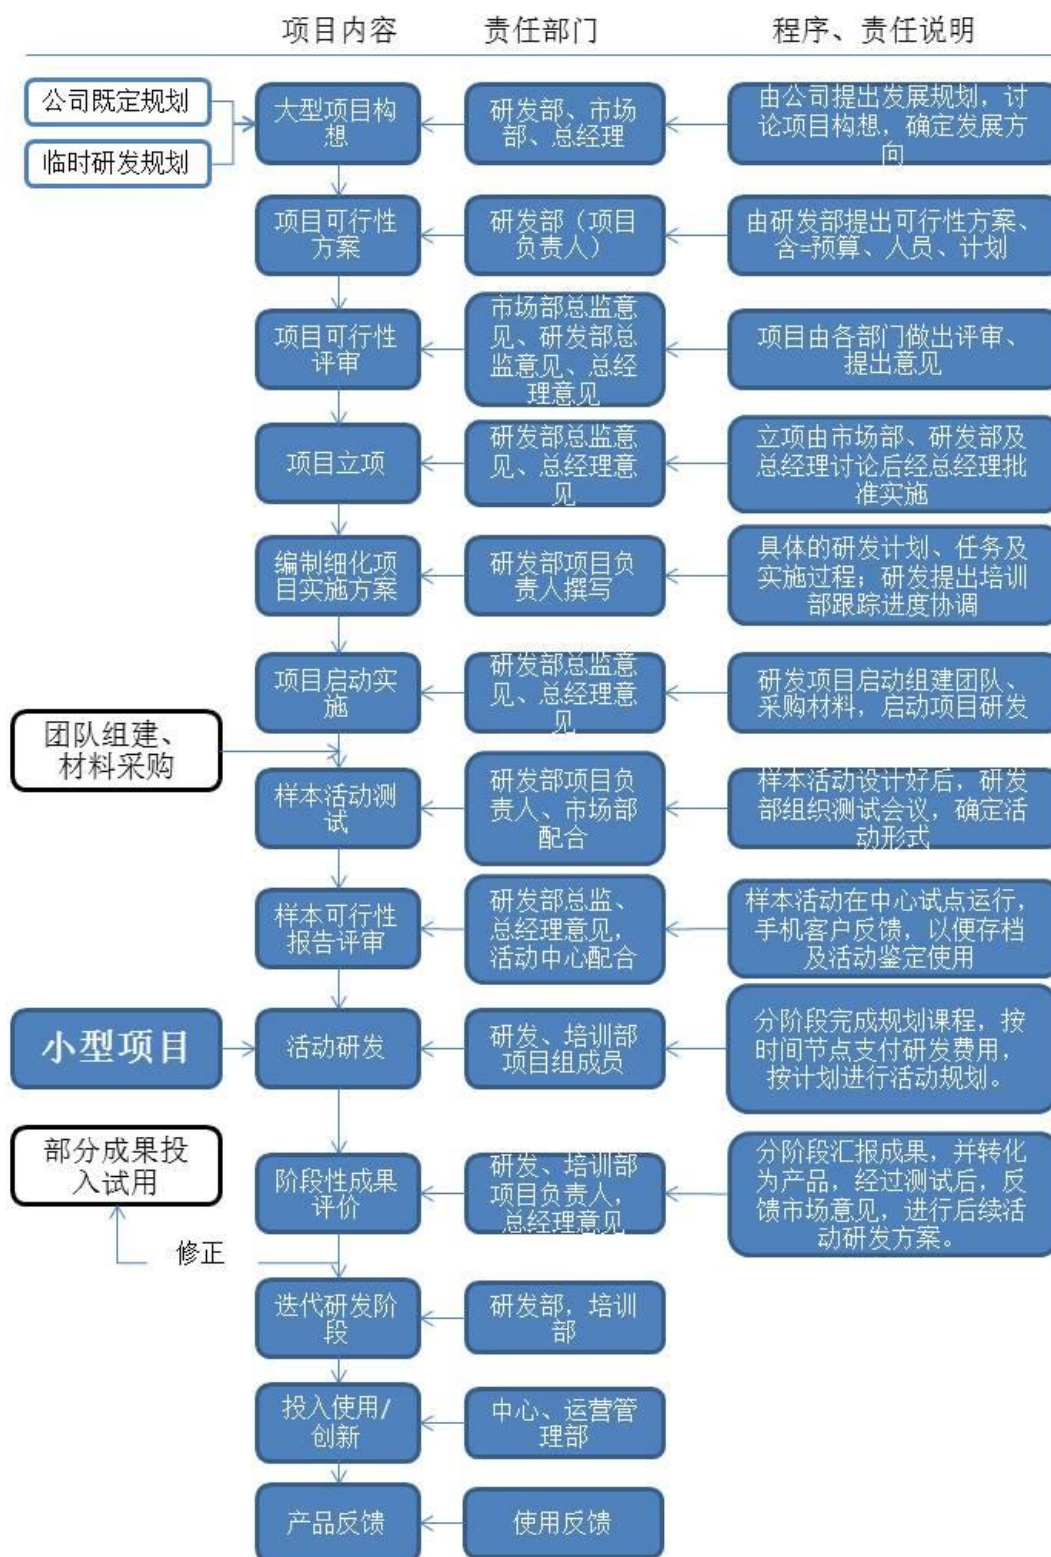 项目内容 责任部门 程序、责任说明
公司既定规划
临时研发规划
大型项目构
想
研发部、市场
部、总经理
由公司提出发展规划，讨
论项目构想，确定发展方
向
项目可行性
方案
研发部（项目
负责人）
由研发部提出可行性方案、
含=预算、人员、计划
项目可行性
评审
市场部总监意
见、研发部总
监意见、总经
理意见
项目由各部门做出评审、
提出意见
项目立项
研发部总监意
见、总经理意
见
立项由市场部、研发部及
总经理讨论后经总经理批
准实施
编制细化项
目实施方案
研发部项目负
责人撰写
具体的研发计划、任务及
实施过程；研发提出培训
部跟踪进度协调
项目启动实
施
研发部总监意
见、总经理意
见
研发项目启动组建团队、
采购材料，启动项目研发
团队组建、
材料采购
样本活动测
试
研发部项目负
责人、市场部
配合
样本活动设计好后，研发
部组织测试会议，确定活
动形式
样本可行性
报告评审
研发部总监、
总经理意见，
活动中心配合
样本活动在中心试点运行，
手机客户反馈，以便存档
及活动鉴定使用
小型项目
活动研发
研发、培训部
项目组成员
分阶段完成规划课程，按
时间节点支付研发费用，
按计划进行活动规划。
部分成果投
入试用
阶段性成果
评价
研发、培训部
项目负责人，
总经理意见
分阶段汇报成果，并转化
为产品，经过测试后，反
馈市场意见，进行后续活
动研发方案。
修正
迭代研发阶
段
研发部，培训
部
投入使用/
创新
中心、运营管
理部
产品反馈
使用反馈